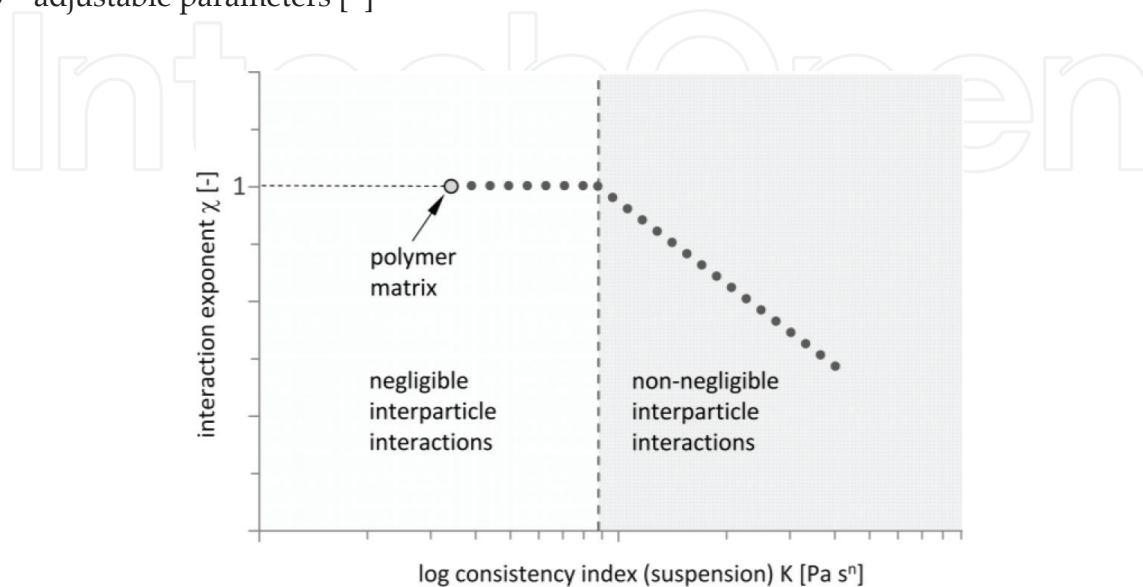 adjustable parameters [
IntechOpen
interaction exponent χ [-]
1
polymer
matrix
negligible
interparticle
interactions
non-negligible
interparticle
interactions
log consistency index (suspension) K [Pa sⁿ]